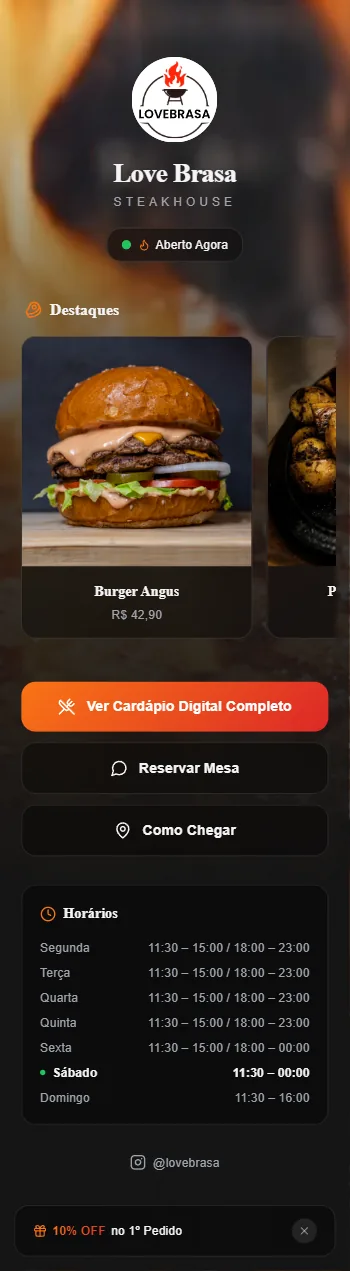 LOVEBRASA
Love Brasa
STEAKHOUSE
Aberto Agora
Destaques
Burger Angus
R$ 42,90
P
Ver Cardápio Digital Completo
Reservar Mesa
Como Chegar
Horários
Segunda 11:30 – 15:00 / 18:00 – 23:00
Terça 11:30 – 15:00 / 18:00 – 23:00
Quarta 11:30 – 15:00 / 18:00 – 23:00
Quinta 11:30 – 15:00 / 18:00 – 23:00
Sexta 11:30 – 15:00 / 18:00 – 00:00
Sábado 11:30 – 00:00
Domingo 11:30 – 16:00
@lovebrasa
10% OFF no 1º Pedido